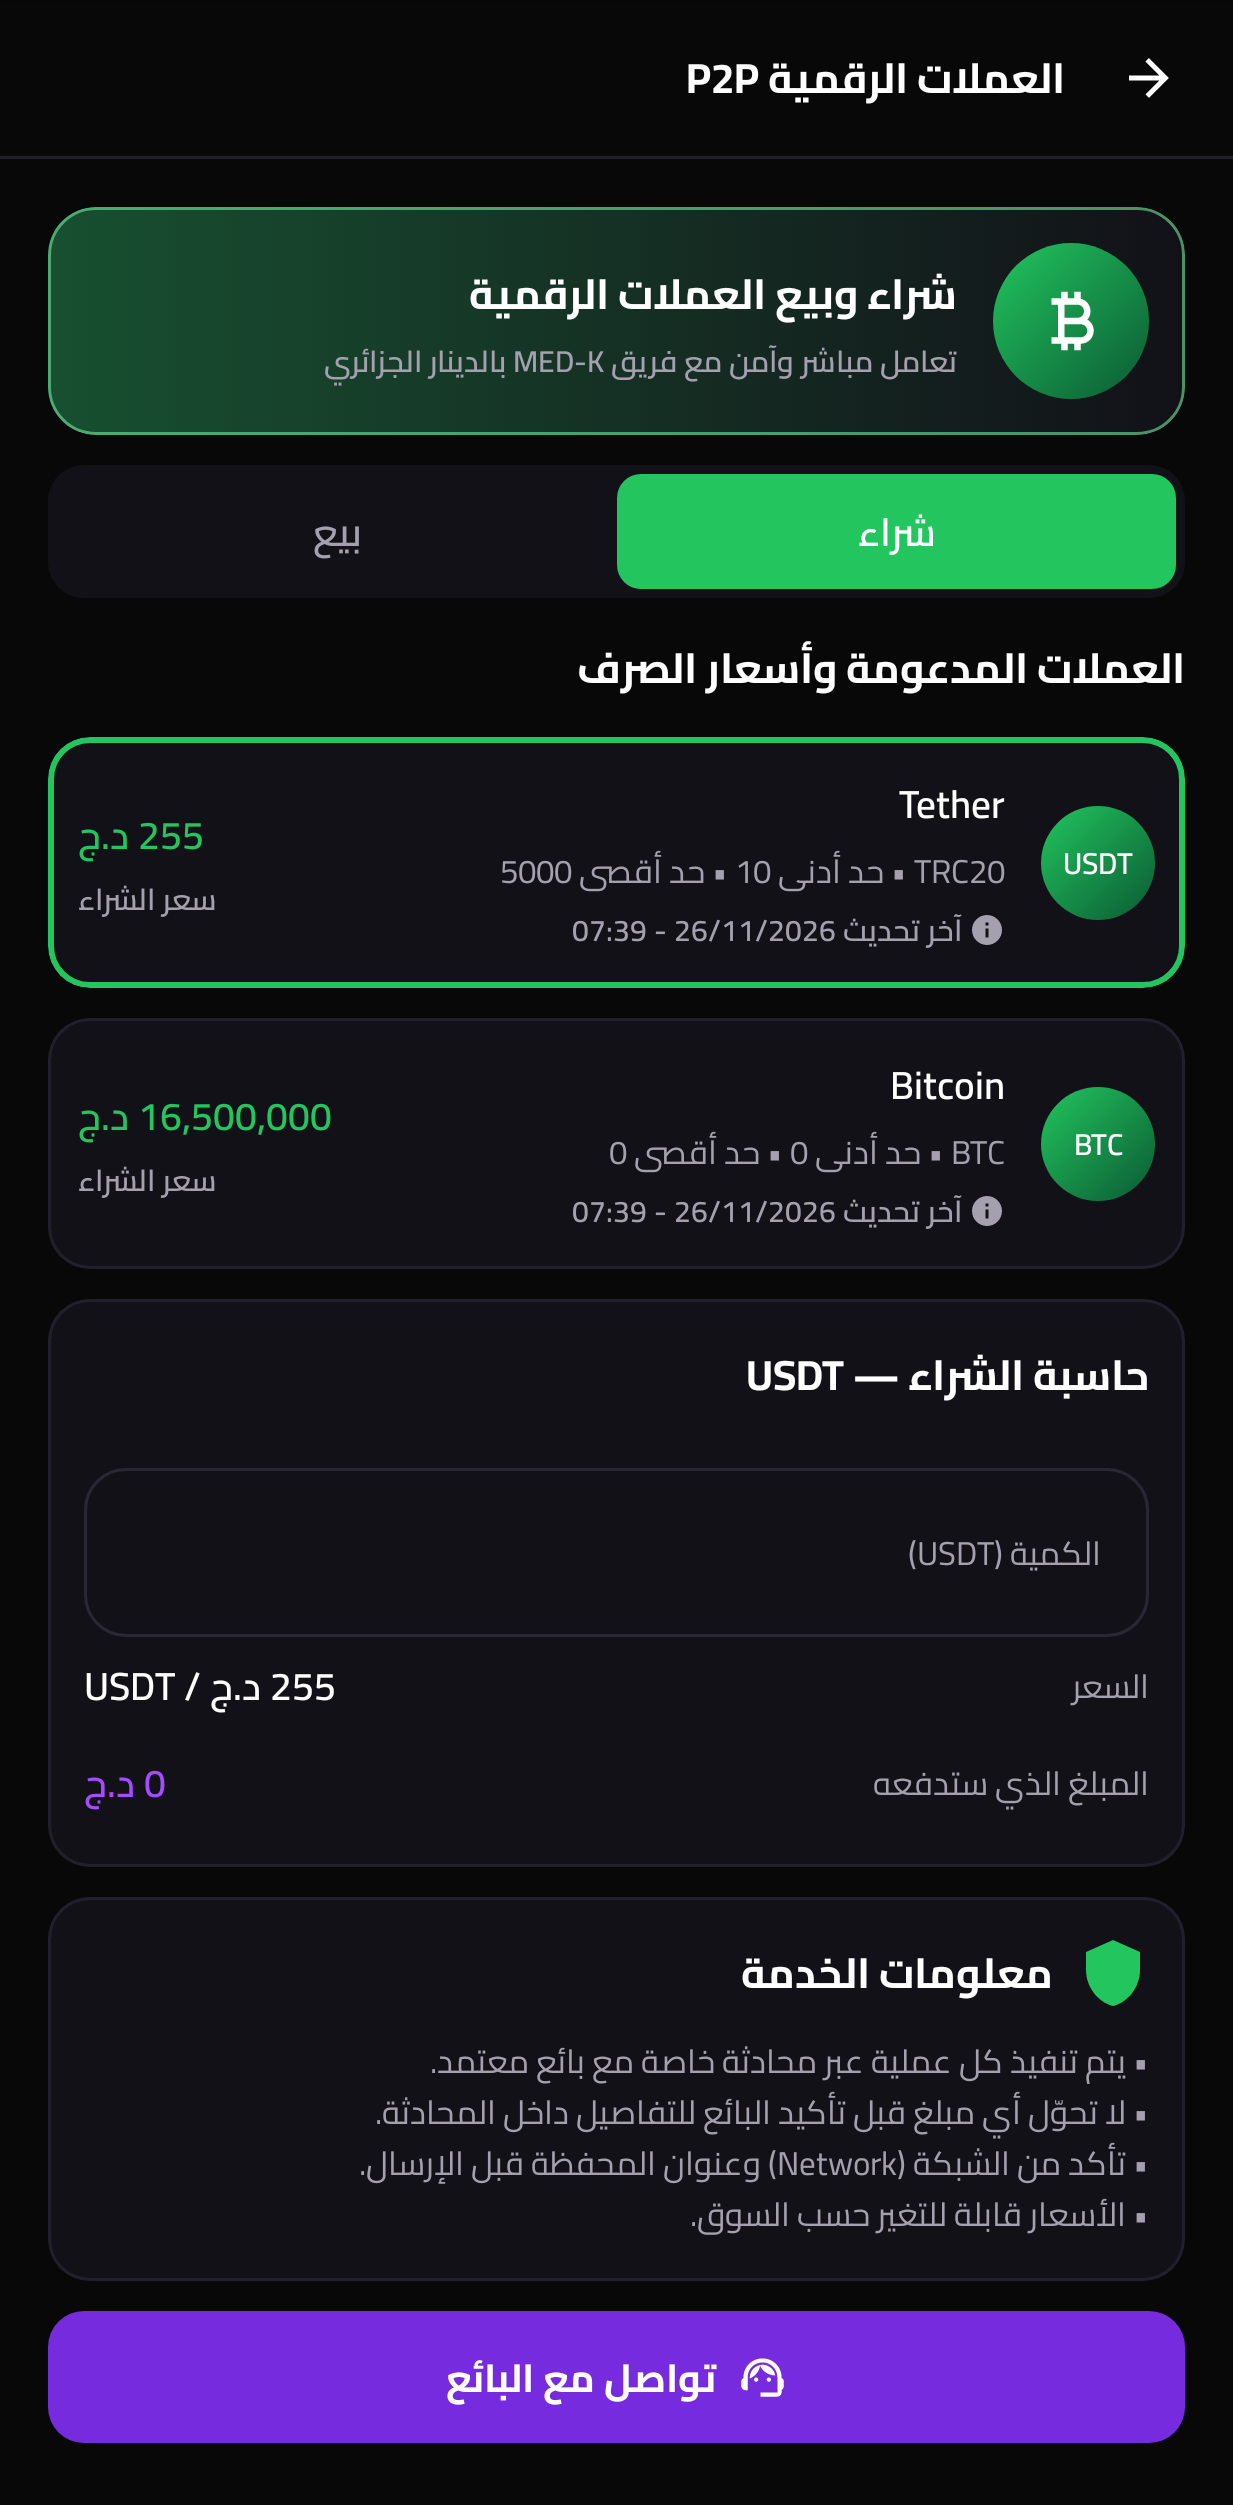 العملات الرقمية P2P
شراء وبيع العملات الرقمية
تعامل مباشر وآمن مع فريق MED-K بالدينار الجزائري
شراء
بيع
العملات المدعومة وأسعار الصرف
USDT
Tether
TRC20 • حد أدنى 10 • حد أقصى 5000
آخر تحديث 26/11/2026 - 07:39
255 د.ج
سعر الشراء
BTC
Bitcoin
BTC • حد أدنى 0 • حد أقصى 0
آخر تحديث 26/11/2026 - 07:39
16,500,000 د.ج
سعر الشراء
حاسبة الشراء — USDT
الكمية (USDT)
السعر
255 د.ج / USDT
المبلغ الذي ستدفعه
0 د.ج
معلومات الخدمة
• يتم تنفيذ كل عملية عبر محادثة خاصة مع بائع معتمد.
• لا تحوّل أي مبلغ قبل تأكيد البائع للتفاصيل داخل المحادثة.
• تأكد من الشبكة (Network) وعنوان المحفظة قبل الإرسال.
• الأسعار قابلة للتغير حسب السوق.
تواصل مع البائع